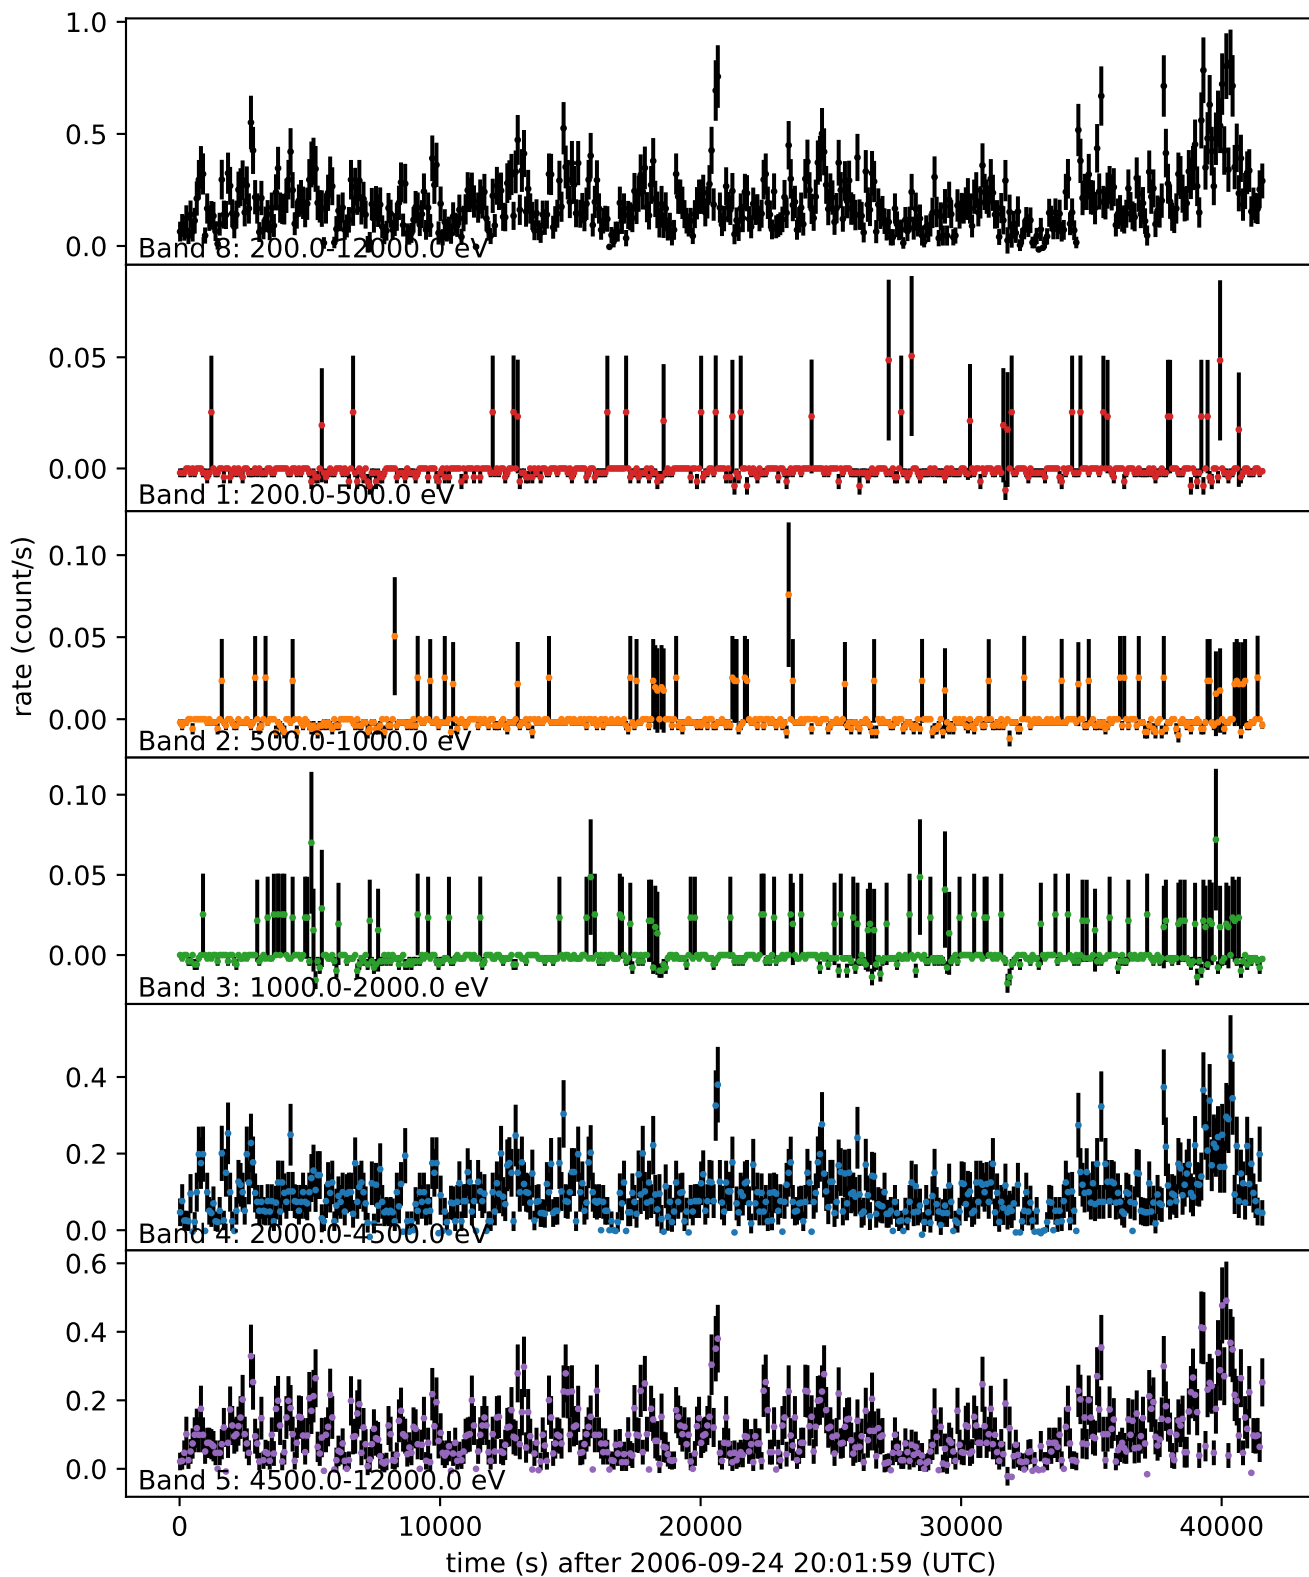 1.0
0.5
0.0
Band 8: 200.0-12000.0 eV
0.05
0.00
Band 1: 200.0-500.0 eV
0.10
0.05
0.00
Band 2: 500.0-1000.0 eV
rate (count/s)
0.10
0.05
0.00
Band 3: 1000.0-2000.0 eV
0.4
0.2
0.0
Band 4: 2000.0-4500.0 eV
0.6
0.4
0.2
0.0
Band 5: 4500.0-12000.0 eV
0 10000 20000 30000 40000
time (s) after 2006-09-24 20:01:59 (UTC)